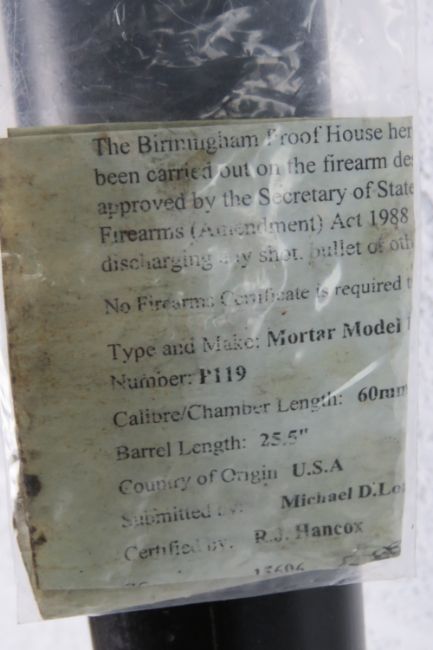 The Birmingham Proof House her
been carried out on the firearm de
approved by the Secretary of State
Firearms (Amendment) Act 1988
discharging any shot, bullet or oth
No Firearms Certificate is required t
Type and Make: Mortar Model
Number: P119
Calibre/Chamber Length: 60mm
Barrel Length: 25.5"
Country of Origin U.S.A
Submitted by: Michael D.
Certified by. R.J. Hancox